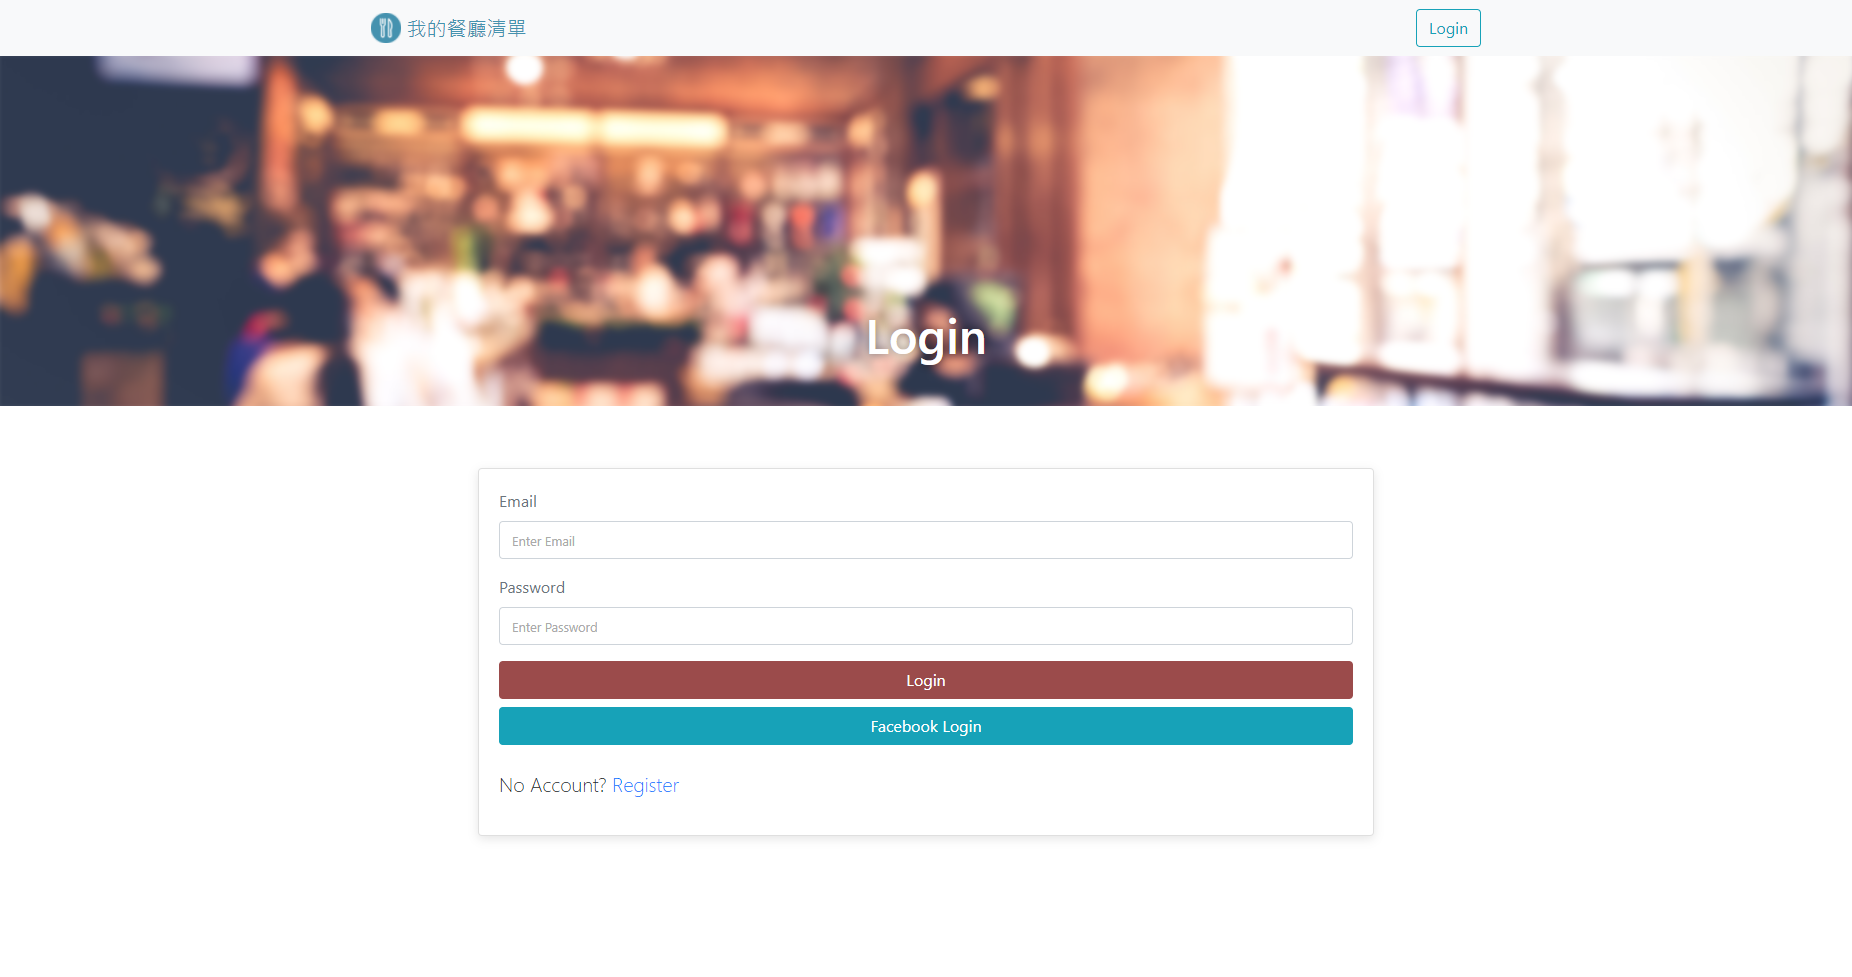 我的餐廳清單
Login
Login
Email
Enter Email
Password
Enter Password
Login
Facebook Login
No Account? Register